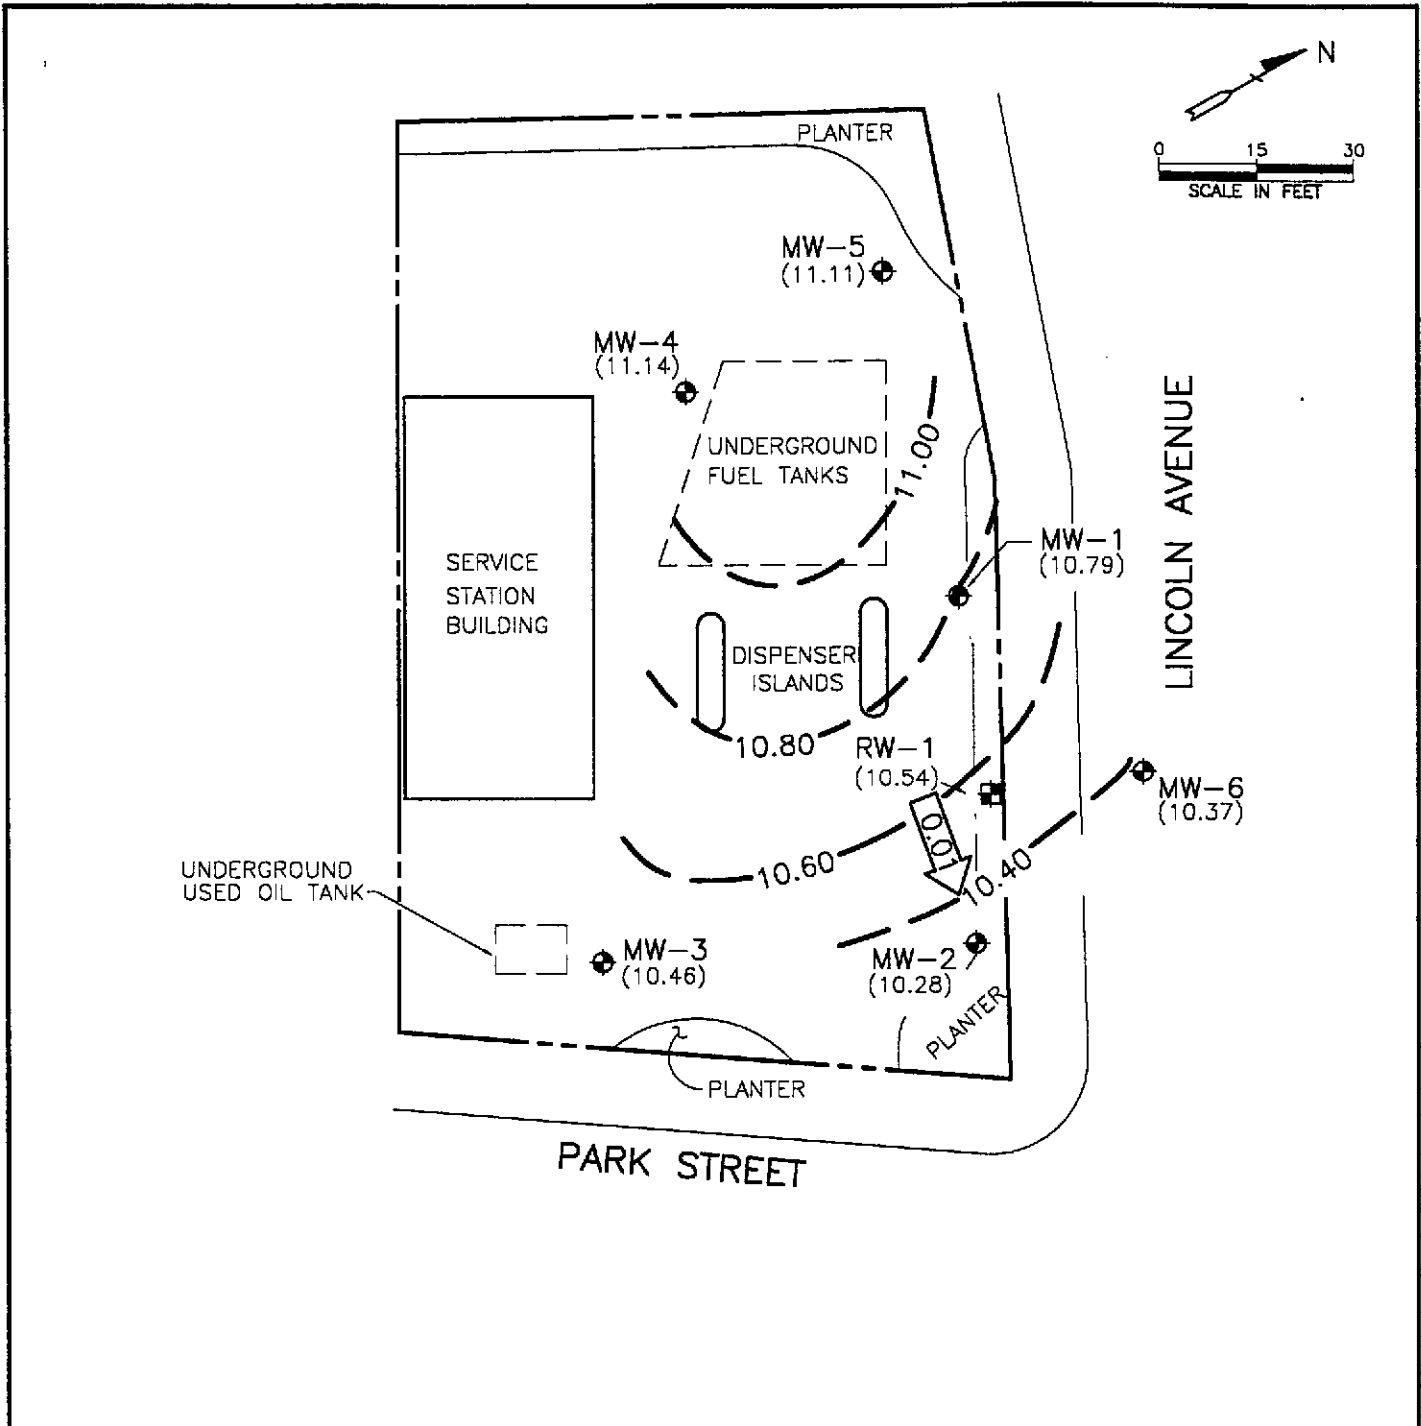 N
0 15 30
SCALE IN FEET
PLANTER
MW-5
(11.11)
MW-4
(11.14)
UNDERGROUND
FUEL TANKS
11.00
LINCOLN AVENUE
MW-1
(10.79)
SERVICE
STATION
BUILDING
DISPENSER
ISLANDS
10.80
RW-1
(10.54)
MW-6
(10.37)
0.01
10.60
10.40
UNDERGROUND
USED OIL TANK
MW-3
(10.46)
MW-2
(10.28)
PLANTER
PLANTER
PARK STREET